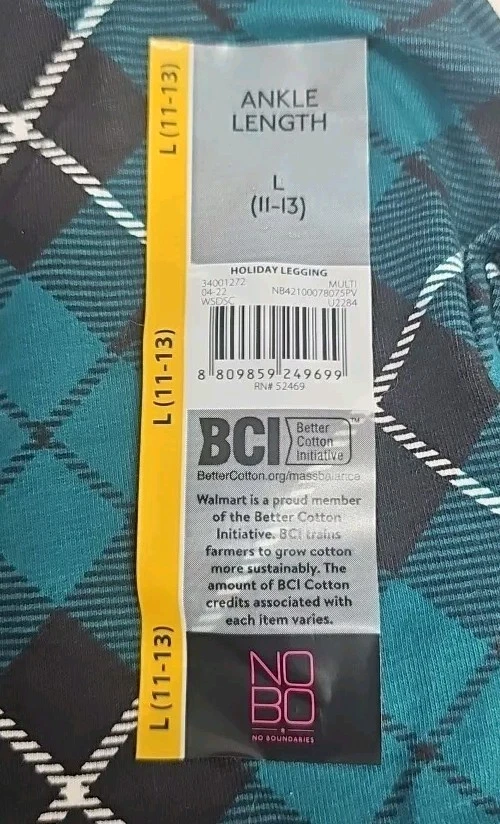 L (11-13)
ANKLE
LENGTH
L
(11-13)
HOLIDAY LEGGING
34001272 MULTI
04-22 NB42100078075PV
WSDSC U2284
8 809859 249699
RN# 52469
L (11-13)
BCI Better
Cotton
Initiative
™
BetterCotton.org/massbalance
Walmart is a proud member
of the Better Cotton
Initiative. BCI trains
farmers to grow cotton
more sustainably. The
amount of BCI Cotton
credits associated with
each item varies.
L (11-13)
NO
BO
NO BOUNDARIES